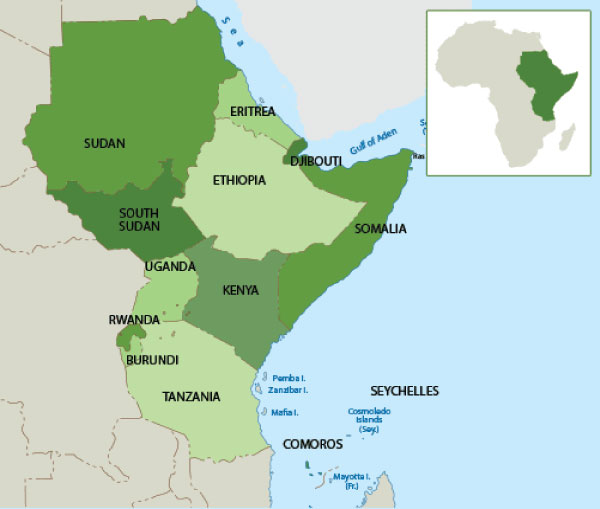 Sea
ERITREA
Gulf of Aden
SUDAN
DJIBOUTI
Ras
ETHIOPIA
SOUTH
SUDAN
SOMALIA
UGANDA
KENYA
RWANDA
BURUNDI
Pemba I.
Zanzibar I.
TANZANIA
SEYCHELLES
Mafia I.
Cosmoledo
Islands
(Sey.)
COMOROS
Mayotta I.
(Fr.)